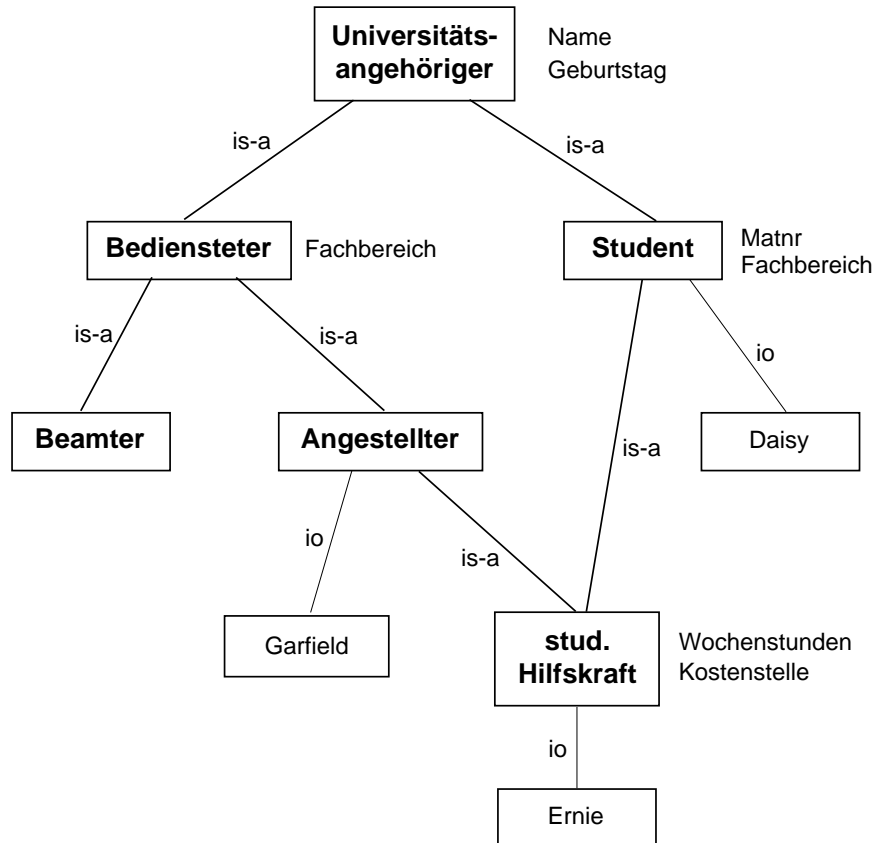 Universitäts-
angehöriger
Name
Geburtstag
is-a
is-a
Bediensteter
Fachbereich
Student
Matnr
Fachbereich
is-a
is-a
io
Beamter
Angestellter
Daisy
is-a
io
is-a
Garfield
stud.
Hilfskraft
Wochenstunden
Kostenstelle
io
Ernie